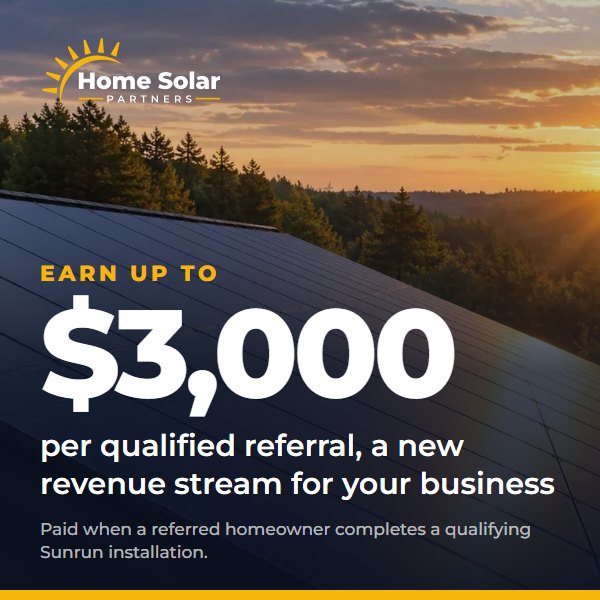 Home Solar
PARTNERS
EARN UP TO
$3,000
per qualified referral, a new
revenue stream for your business
Paid when a referred homeowner completes a qualifying
Sunrun installation.